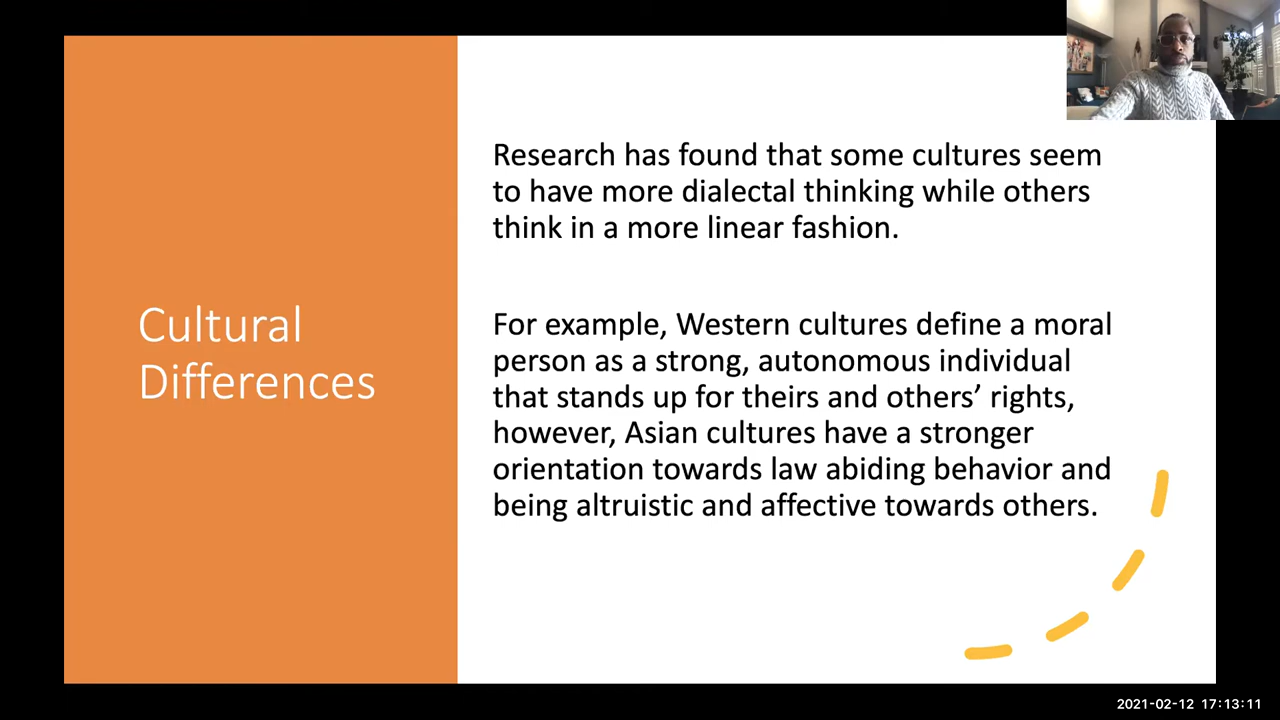 Cultural
Differences
Research has found that some cultures seem
to have more dialectal thinking while others
think in a more linear fashion.
For example, Western cultures define a moral
person as a strong, autonomous individual
that stands up for theirs and others’ rights,
however, Asian cultures have a stronger
orientation towards law abiding behavior and
being altruistic and affective towards others.
2021-02-12 17:13:11